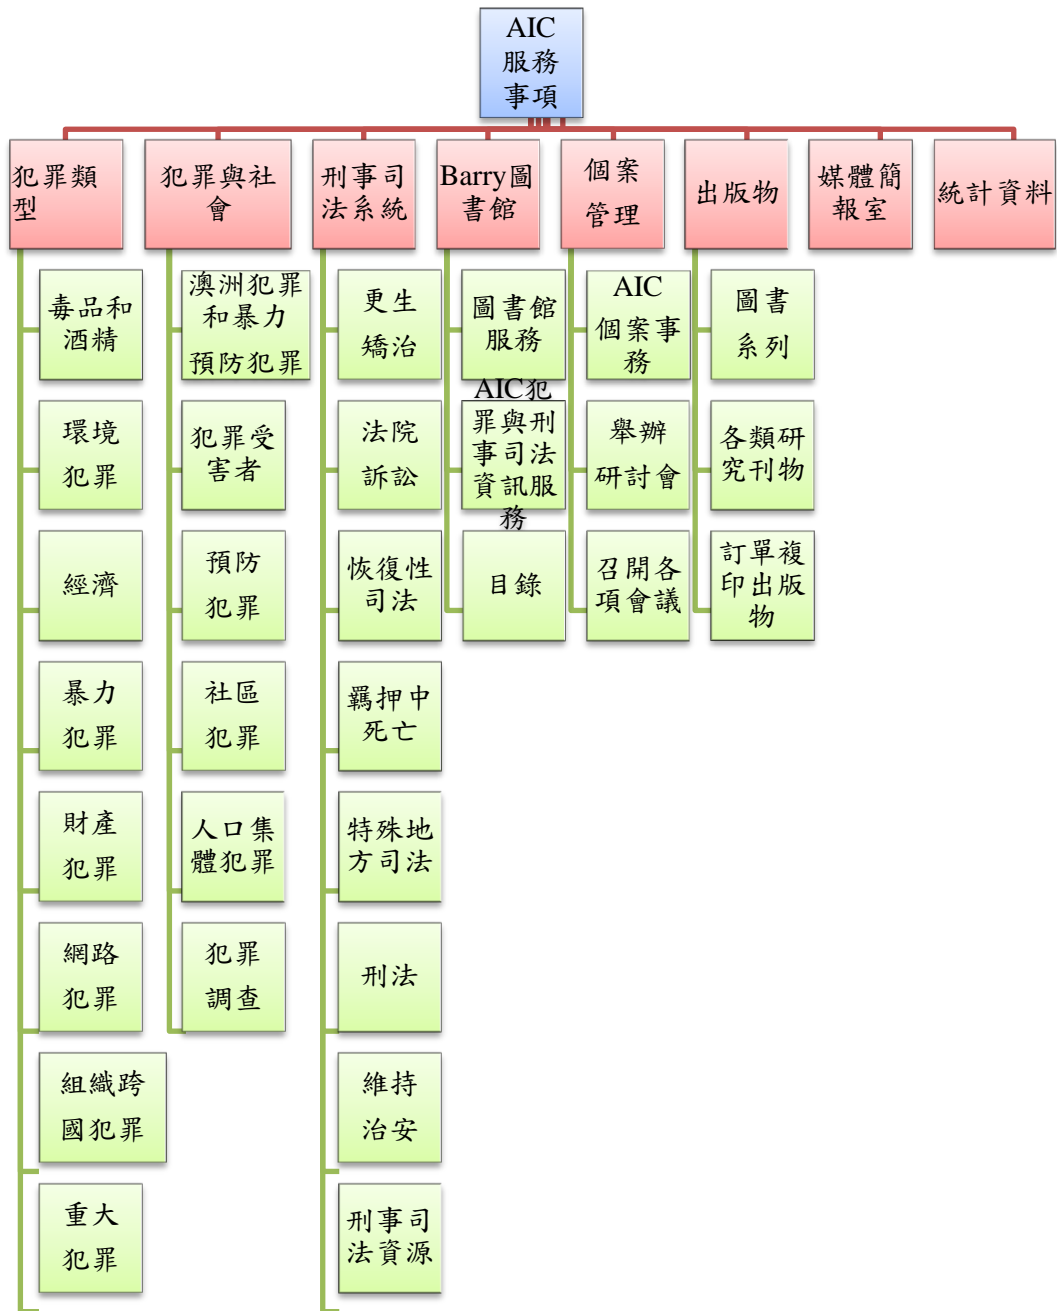 AIC
服務
事項
犯罪類
型
犯罪與社
會
刑事司
法系統
Barry圖
書館
個案
管理
出版物
媒體簡
報室
統計資料
毒品和
酒精
環境
犯罪
經濟
暴力
犯罪
財產
犯罪
網路
犯罪
組織跨
國犯罪
重大
犯罪
澳洲犯罪
和暴力
預防犯罪
犯罪受
害者
預防
犯罪
社區
犯罪
人口集
體犯罪
犯罪
調查
更生
矯治
法院
訴訟
恢復性
司法
羈押中
死亡
特殊地
方司法
刑法
維持
治安
刑事司
法資源
圖書館
服務
AIC犯
罪與刑
事司法
資訊服
務
目錄
AIC
個案事
務
舉辦
研討會
召開各
項會議
圖書
系列
各類研
究刊物
訂單複
印出版
物